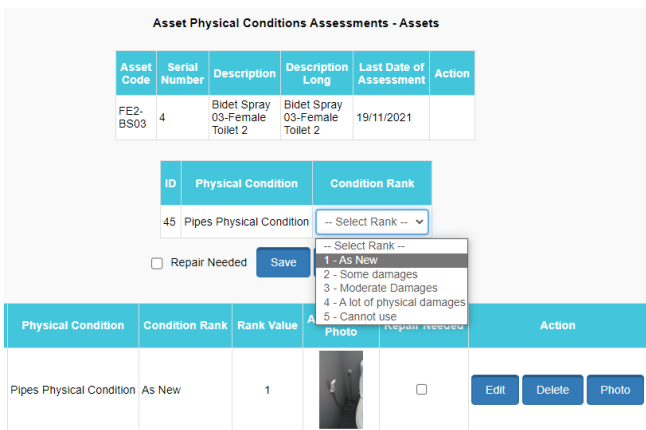 Asset Physical Conditions Assessments - Assets
Asset Code
Serial Number
Description
Description Long
Last Date of Assessment
Action
FE2-BS03
4
Bidet Spray 03-Female Toilet 2
Bidet Spray 03-Female Toilet 2
19/11/2021
ID
Physical Condition
Condition Rank
45
Pipes Physical Condition
-- Select Rank --
-- Select Rank --
1 - As New
2 - Some damages
3 - Moderate Damages
4 - A lot of physical damages
5 - Cannot use
Repair Needed
Save
Physical Condition
Condition Rank
Rank Value
Photo
Repair Needed
Action
Pipes Physical Condition
As New
1
Edit
Delete
Photo